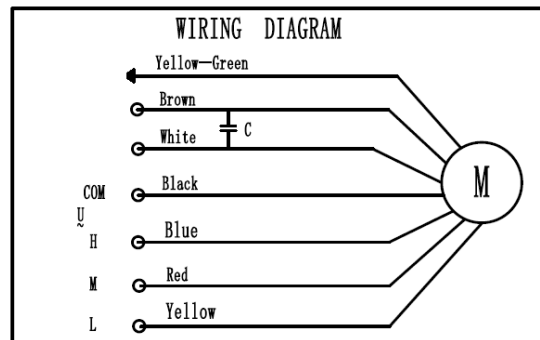 WIRING DIAGRAM
Yellow—Green
Brown
C
White
COM Black
U
~
H Blue
M
M Red
L Yellow